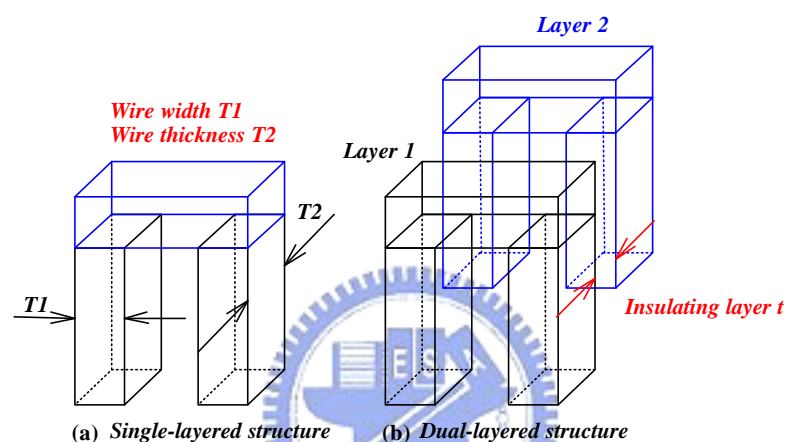 Layer 2
Wire width T1
Wire thickness T2
Layer 1
T2
T1
Insulating layer t
E S
(a) Single-layered structure
(b) Dual-layered structure